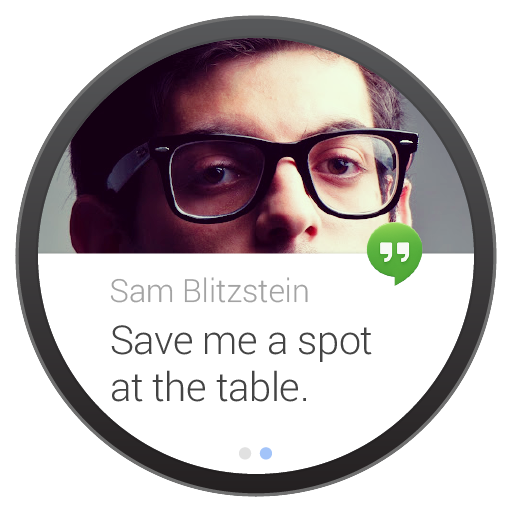 Sam Blitzstein
Save me a spot
at the table.